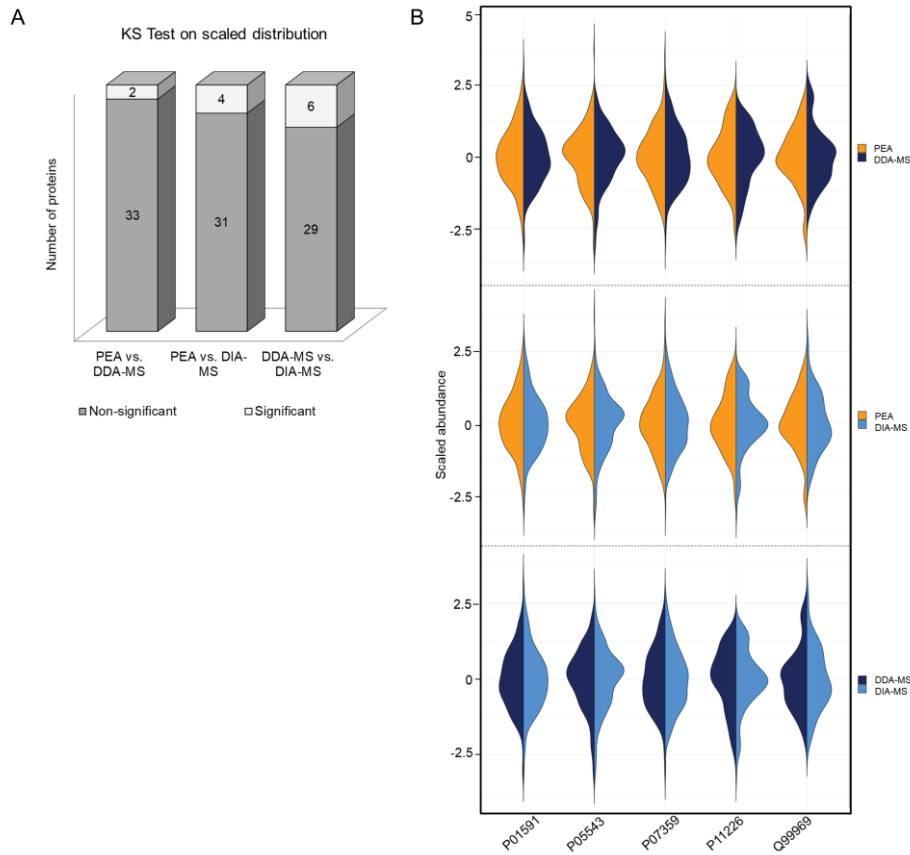 A
KS Test on scaled distribution
Number of proteins
2
33
4
31
6
29
PEA vs.
DDA-MS
PEA vs. DIA-
MS
DDA-MS vs.
DIA-MS
Non-significant
Significant
B
Scaled abundance
5
2.5
0
-2.5
PEA
DDA-MS
2.5
0
-2.5
PEA
DIA-MS
2.5
0
-2.5
DDA-MS
DIA-MS
P01591
P05543
P07359
P11226
Q99969